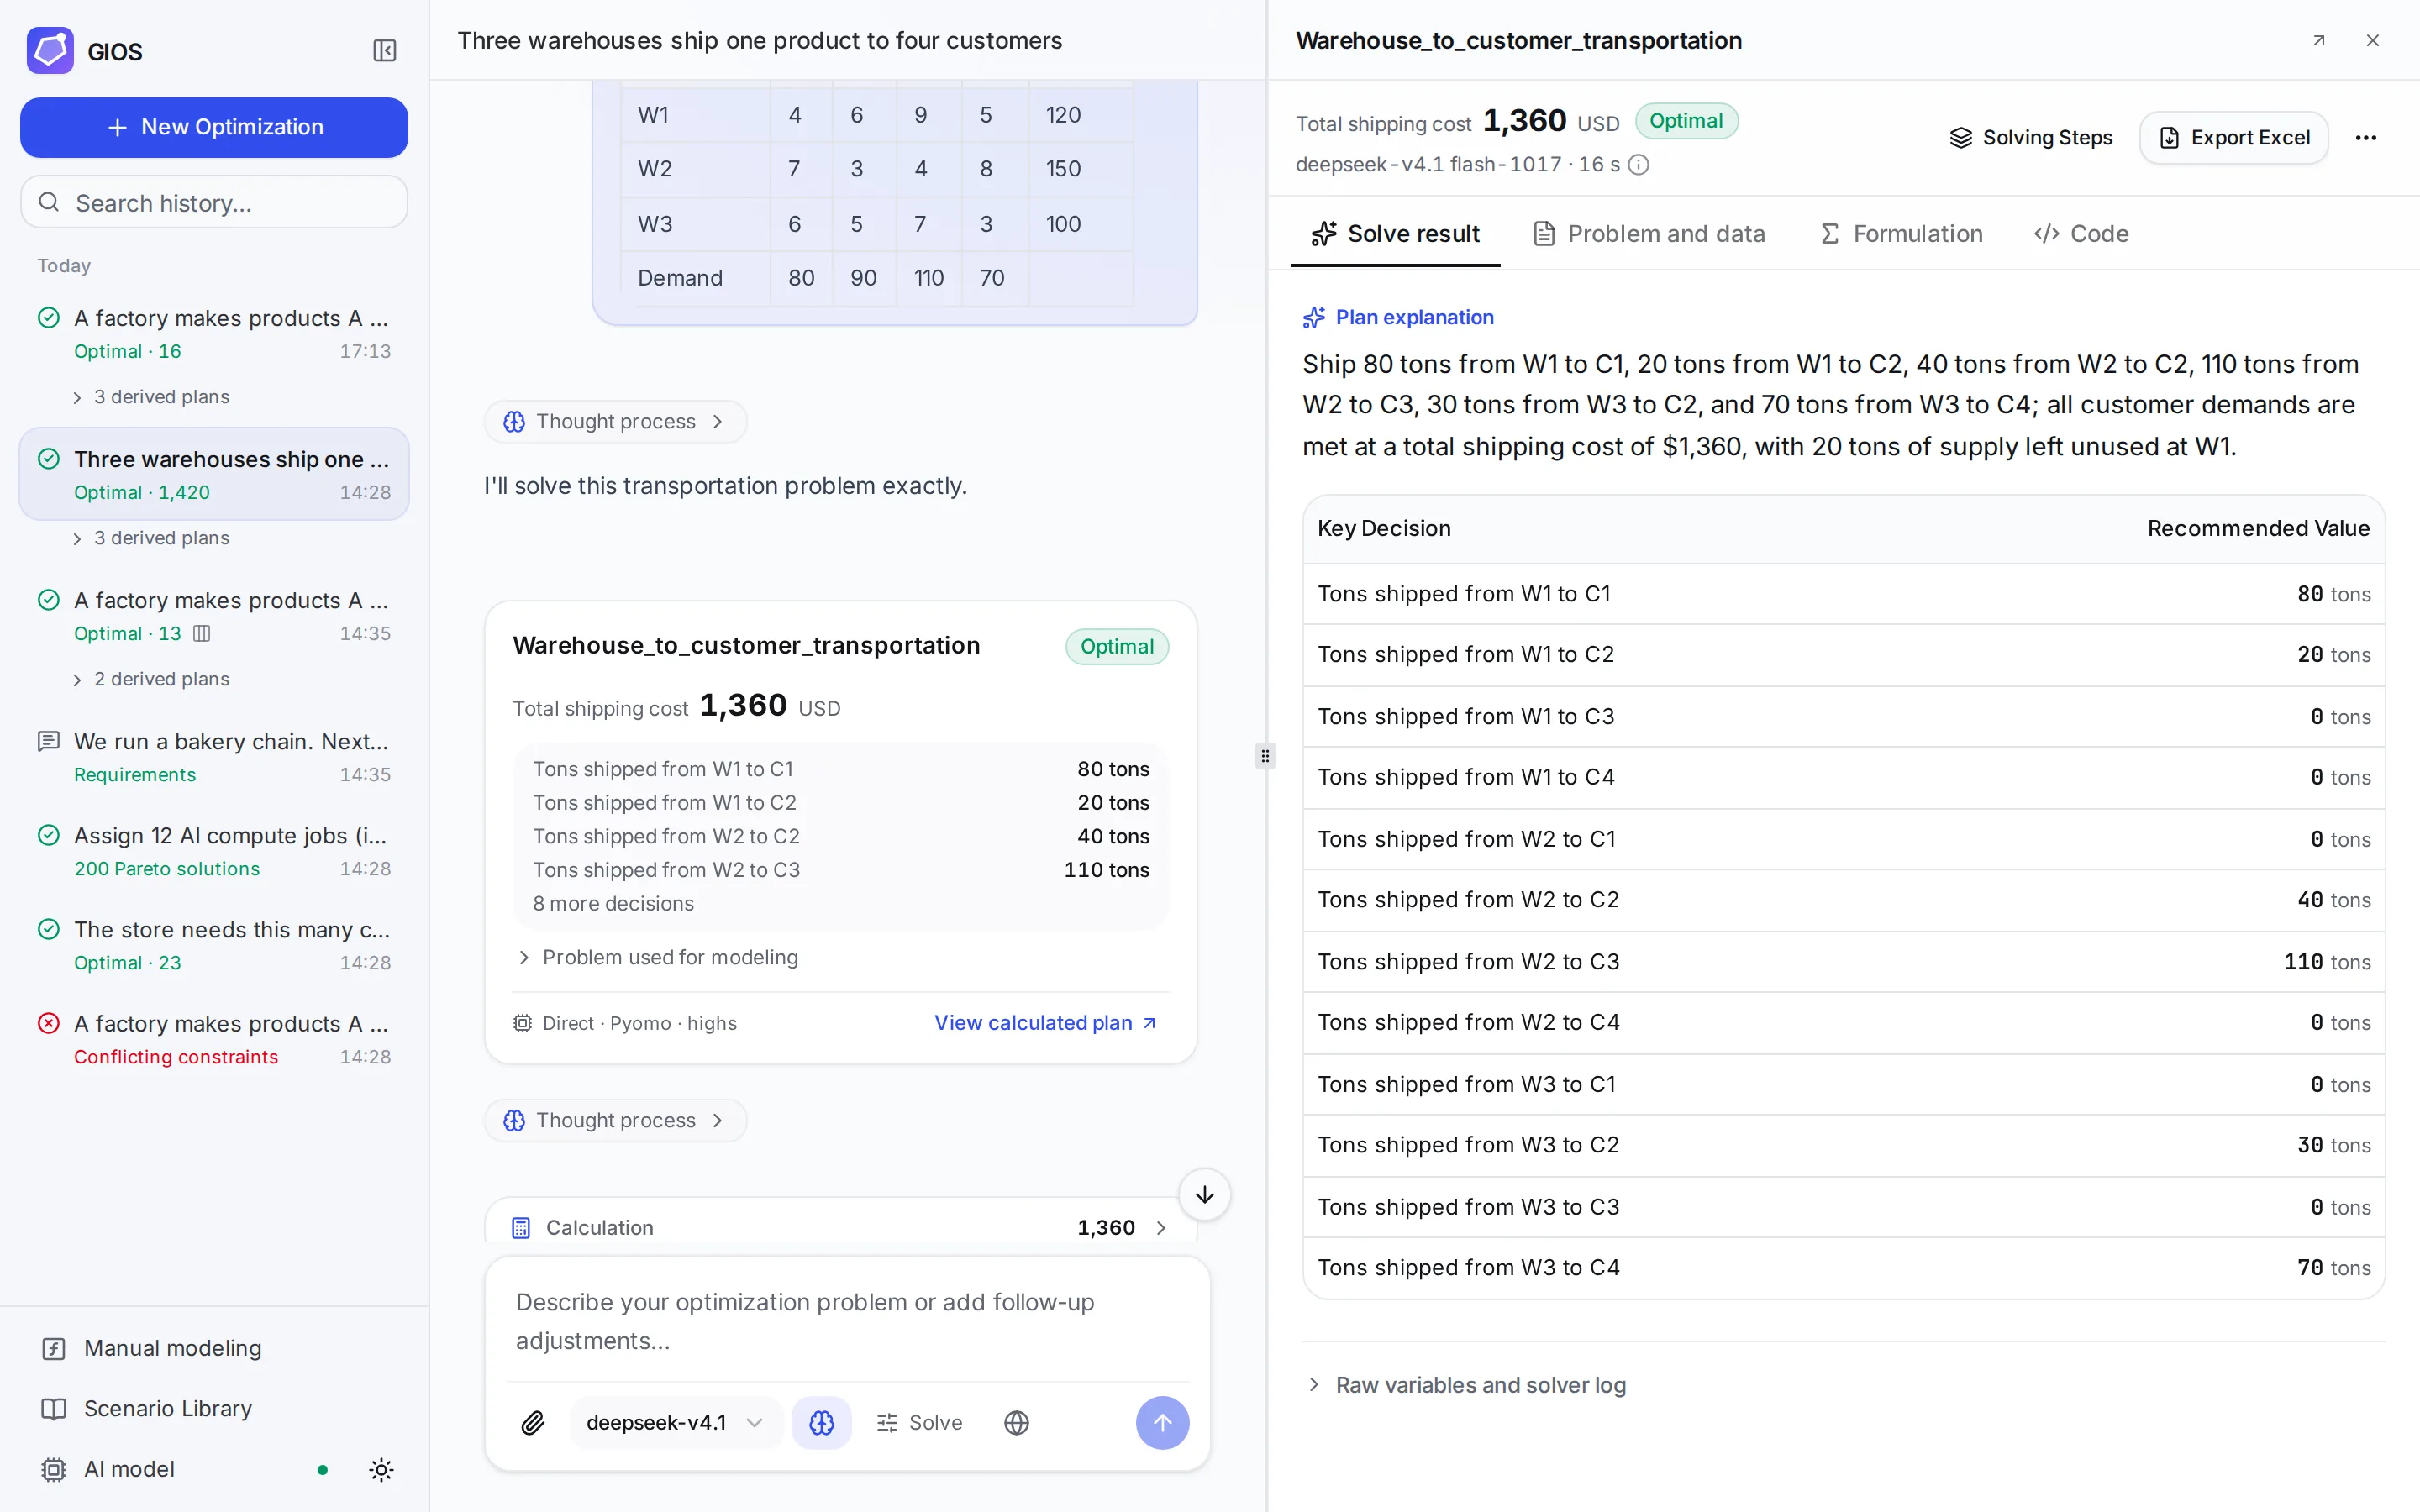 GIOS
New Optimization
Search history...
Today
A factory makes products A ...
Optimal · 16 17:13
3 derived plans
Three warehouses ship one ...
Optimal · 1,420 14:28
3 derived plans
A factory makes products A ...
Optimal · 13 14:35
2 derived plans
We run a bakery chain. Next...
Requirements 14:35
Assign 12 AI compute jobs (i...
200 Pareto solutions 14:28
The store needs this many c...
Optimal · 23 14:28
A factory makes products A ...
Conflicting constraints 14:28
Manual modeling
Scenario Library
AI model
Three warehouses ship one product to four customers
W1 4 6 9 5 120
W2 7 3 4 8 150
W3 6 5 7 3 100
Demand 80 90 110 70
Thought process
I'll solve this transportation problem exactly.
Warehouse_to_customer_transportation Optimal
Total shipping cost 1,360 USD
Tons shipped from W1 to C1 80 tons
Tons shipped from W1 to C2 20 tons
Tons shipped from W2 to C2 40 tons
Tons shipped from W2 to C3 110 tons
8 more decisions
Problem used for modeling
Direct · Pyomo · highs View calculated plan
Thought process
Calculation 1,360
Describe your optimization problem or add follow-up
adjustments...
deepseek-v4.1 Solve
Warehouse_to_customer_transportation
Total shipping cost 1,360 USD Optimal
deepseek-v4.1 flash-1017 · 16 s
Solving Steps Export Excel
Solve result Problem and data Formulation Code
Plan explanation
Ship 80 tons from W1 to C1, 20 tons from W1 to C2, 40 tons from W2 to C2, 110 tons from
W2 to C3, 30 tons from W3 to C2, and 70 tons from W3 to C4; all customer demands are
met at a total shipping cost of $1,360, with 20 tons of supply left unused at W1.
Key Decision Recommended Value
Tons shipped from W1 to C1 80 tons
Tons shipped from W1 to C2 20 tons
Tons shipped from W1 to C3 0 tons
Tons shipped from W1 to C4 0 tons
Tons shipped from W2 to C1 0 tons
Tons shipped from W2 to C2 40 tons
Tons shipped from W2 to C3 110 tons
Tons shipped from W2 to C4 0 tons
Tons shipped from W3 to C1 0 tons
Tons shipped from W3 to C2 30 tons
Tons shipped from W3 to C3 0 tons
Tons shipped from W3 to C4 70 tons
Raw variables and solver log